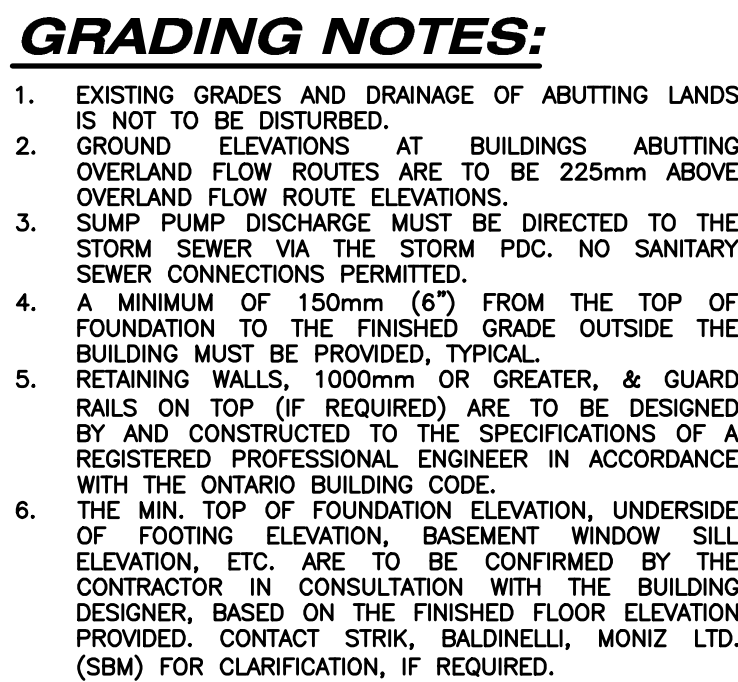 GRADING NOTES:
1. EXISTING GRADES AND DRAINAGE OF ABUTTING LANDS
IS NOT TO BE DISTURBED.
2. GROUND ELEVATIONS AT BUILDINGS ABUTTING
OVERLAND FLOW ROUTES ARE TO BE 225mm ABOVE
OVERLAND FLOW ROUTE ELEVATIONS.
3. SUMP PUMP DISCHARGE MUST BE DIRECTED TO THE
STORM SEWER VIA THE STORM PDC. NO SANITARY
SEWER CONNECTIONS PERMITTED.
4. A MINIMUM OF 150mm (6") FROM THE TOP OF
FOUNDATION TO THE FINISHED GRADE OUTSIDE THE
BUILDING MUST BE PROVIDED, TYPICAL.
5. RETAINING WALLS, 1000mm OR GREATER, & GUARD
RAILS ON TOP (IF REQUIRED) ARE TO BE DESIGNED
BY AND CONSTRUCTED TO THE SPECIFICATIONS OF A
REGISTERED PROFESSIONAL ENGINEER IN ACCORDANCE
WITH THE ONTARIO BUILDING CODE.
6. THE MIN. TOP OF FOUNDATION ELEVATION, UNDERSIDE
OF FOOTING ELEVATION, BASEMENT WINDOW SILL
ELEVATION, ETC. ARE TO BE CONFIRMED BY THE
CONTRACTOR IN CONSULTATION WITH THE BUILDING
DESIGNER, BASED ON THE FINISHED FLOOR ELEVATION
PROVIDED. CONTACT STRIK, BALDINELLI, MONIZ LTD.
(SBM) FOR CLARIFICATION, IF REQUIRED.